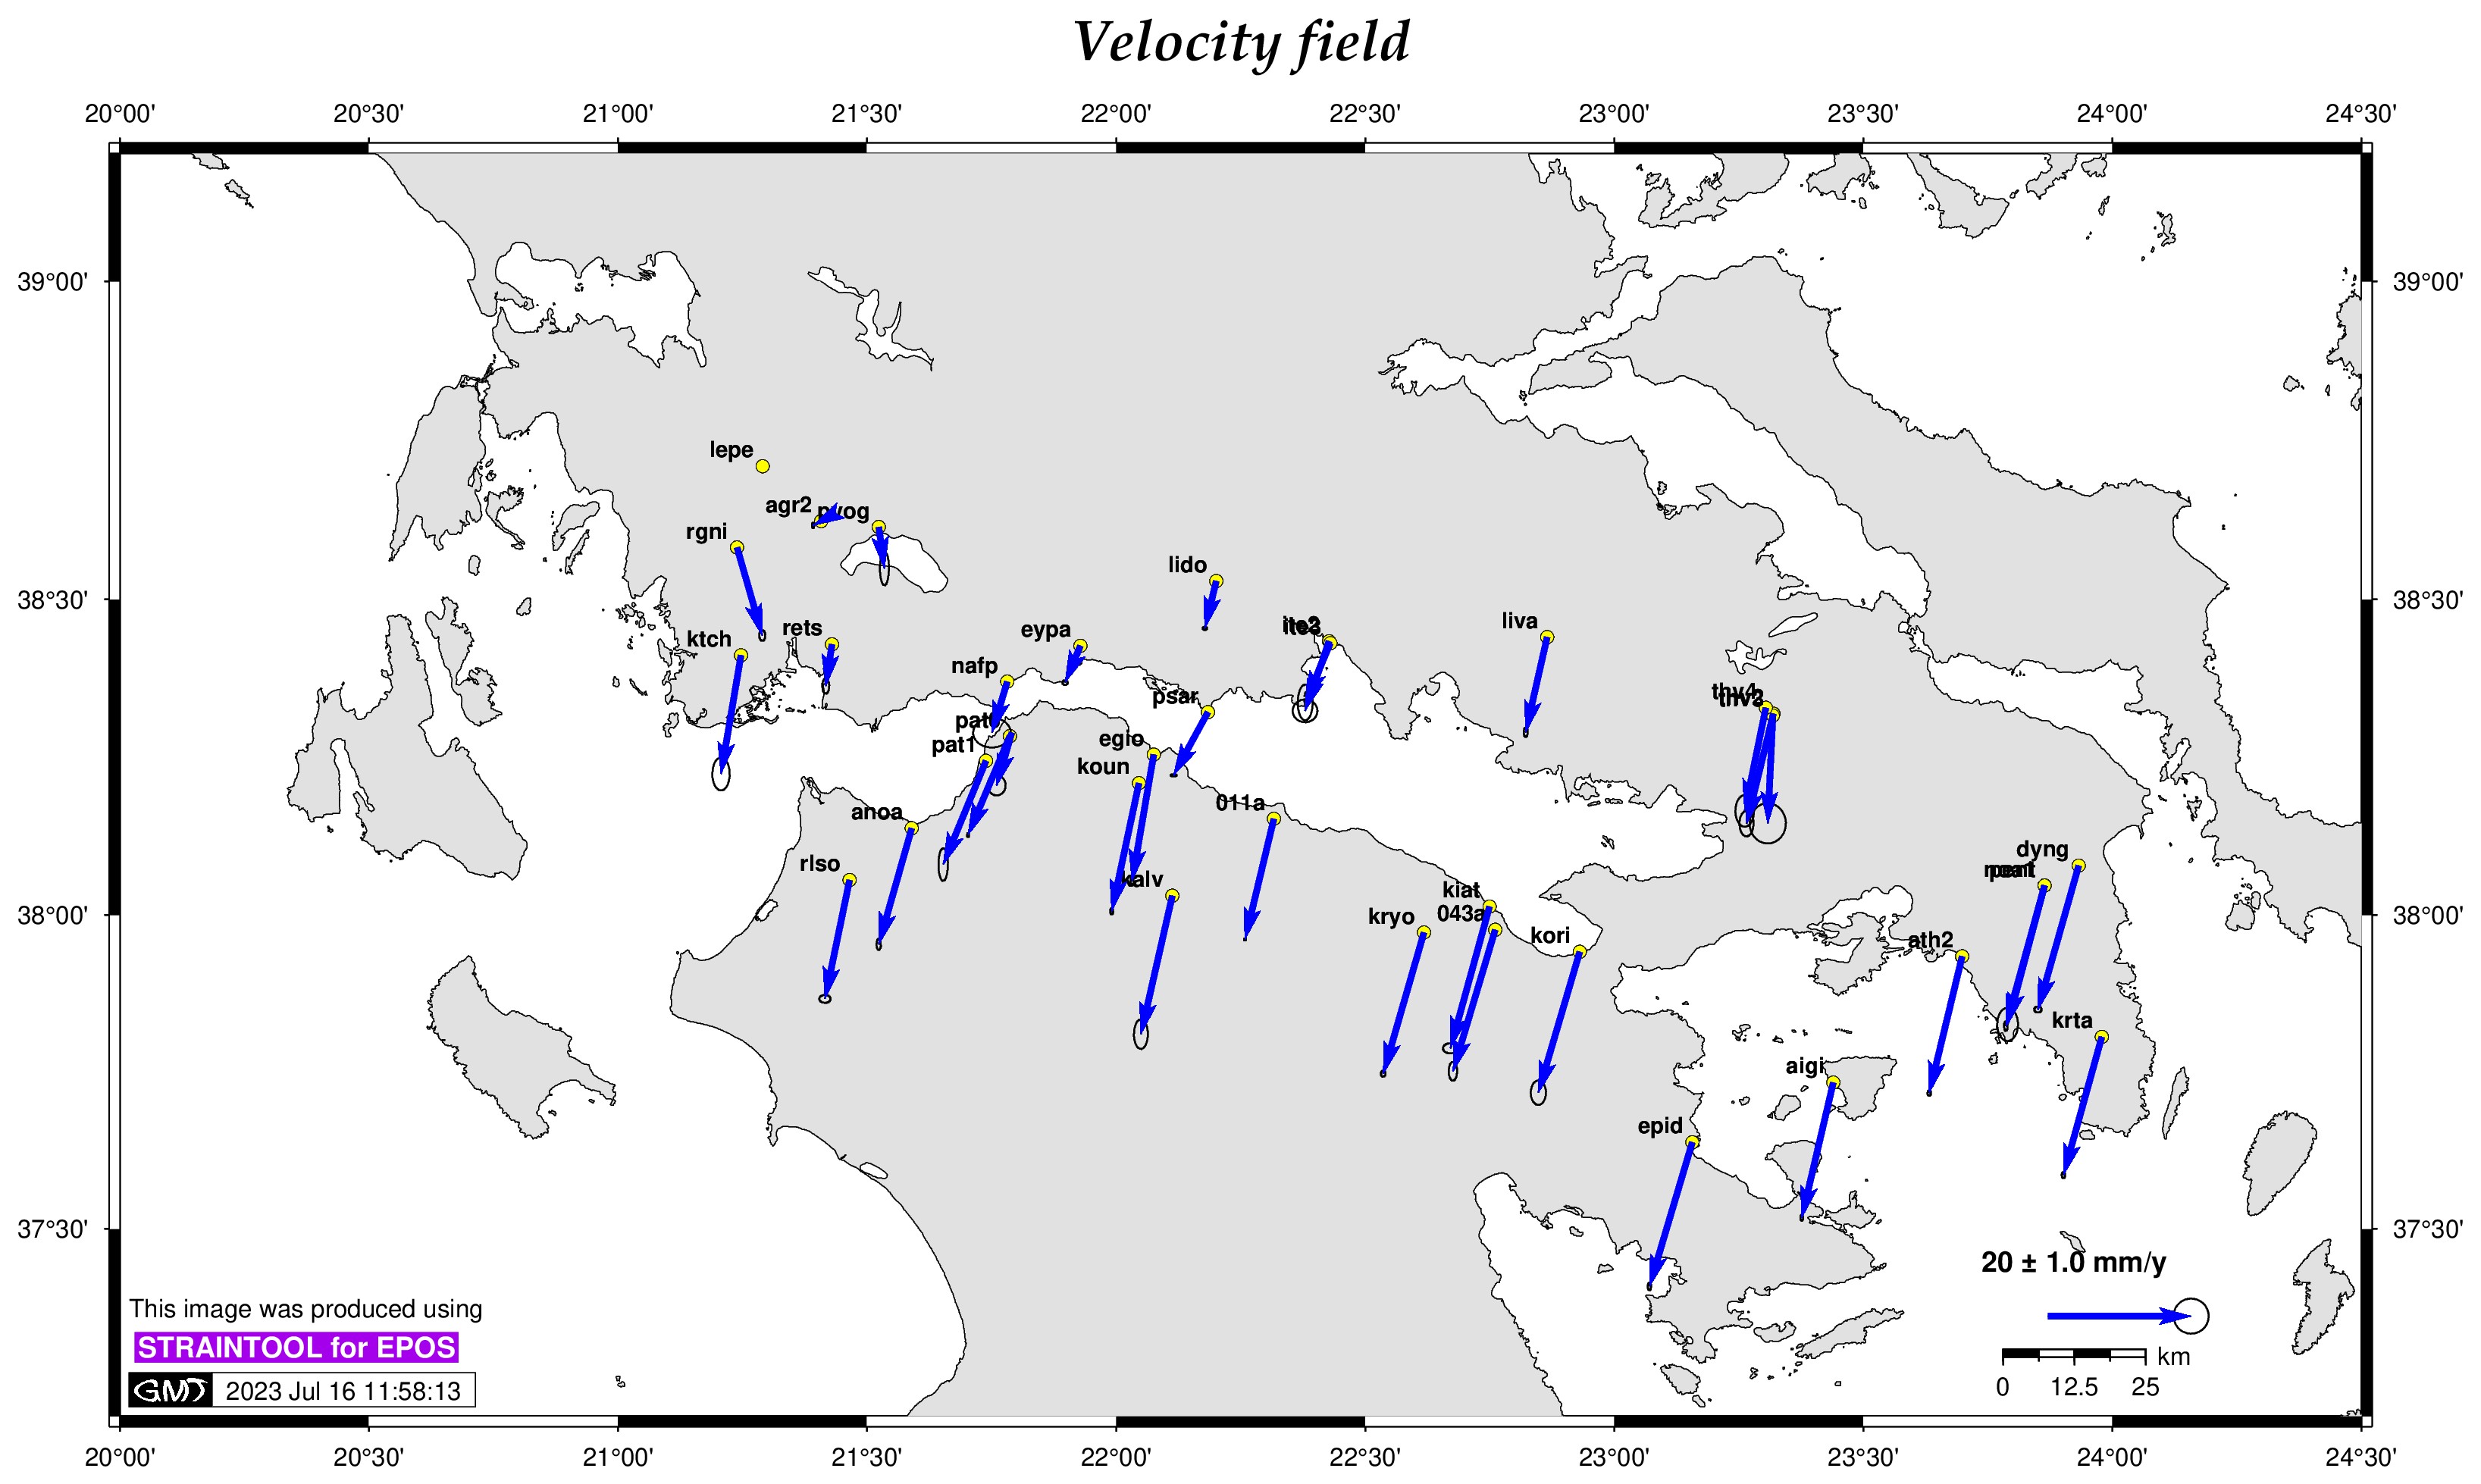 Velocity field
20°00' 20°30' 21°00' 21°30' 22°00' 22°30' 23°00' 23°30' 24°00' 24°30'
39°00' 39°00'
lepe
agr2 pvog
rgni
lido
38°30' 38°30'
liva
rets
eypa
ktch
nafp
psar
thv4
pat1
egio
koun
011a
anoa
dyng
rlso
kalv
kiat
043a
kryo
38°00' 38°00'
kori
ath2
krta
aigi
epid
37°30' 37°30'
20 ± 1.0 mm/y
km
0 12.5 25
This image was produced using
STRAINTOOL for EPOS
GMT 2023 Jul 16 11:58:13
20°00' 20°30' 21°00' 21°30' 22°00' 22°30' 23°00' 23°30' 24°00' 24°30'